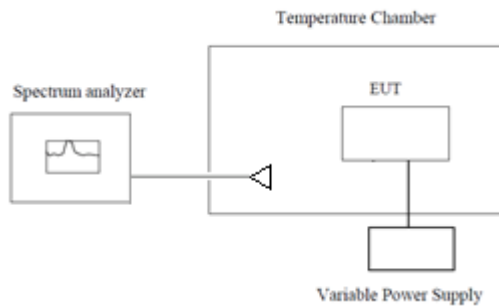 Temperature Chamber
Spectrum analyzer
EUT
Variable Power Supply